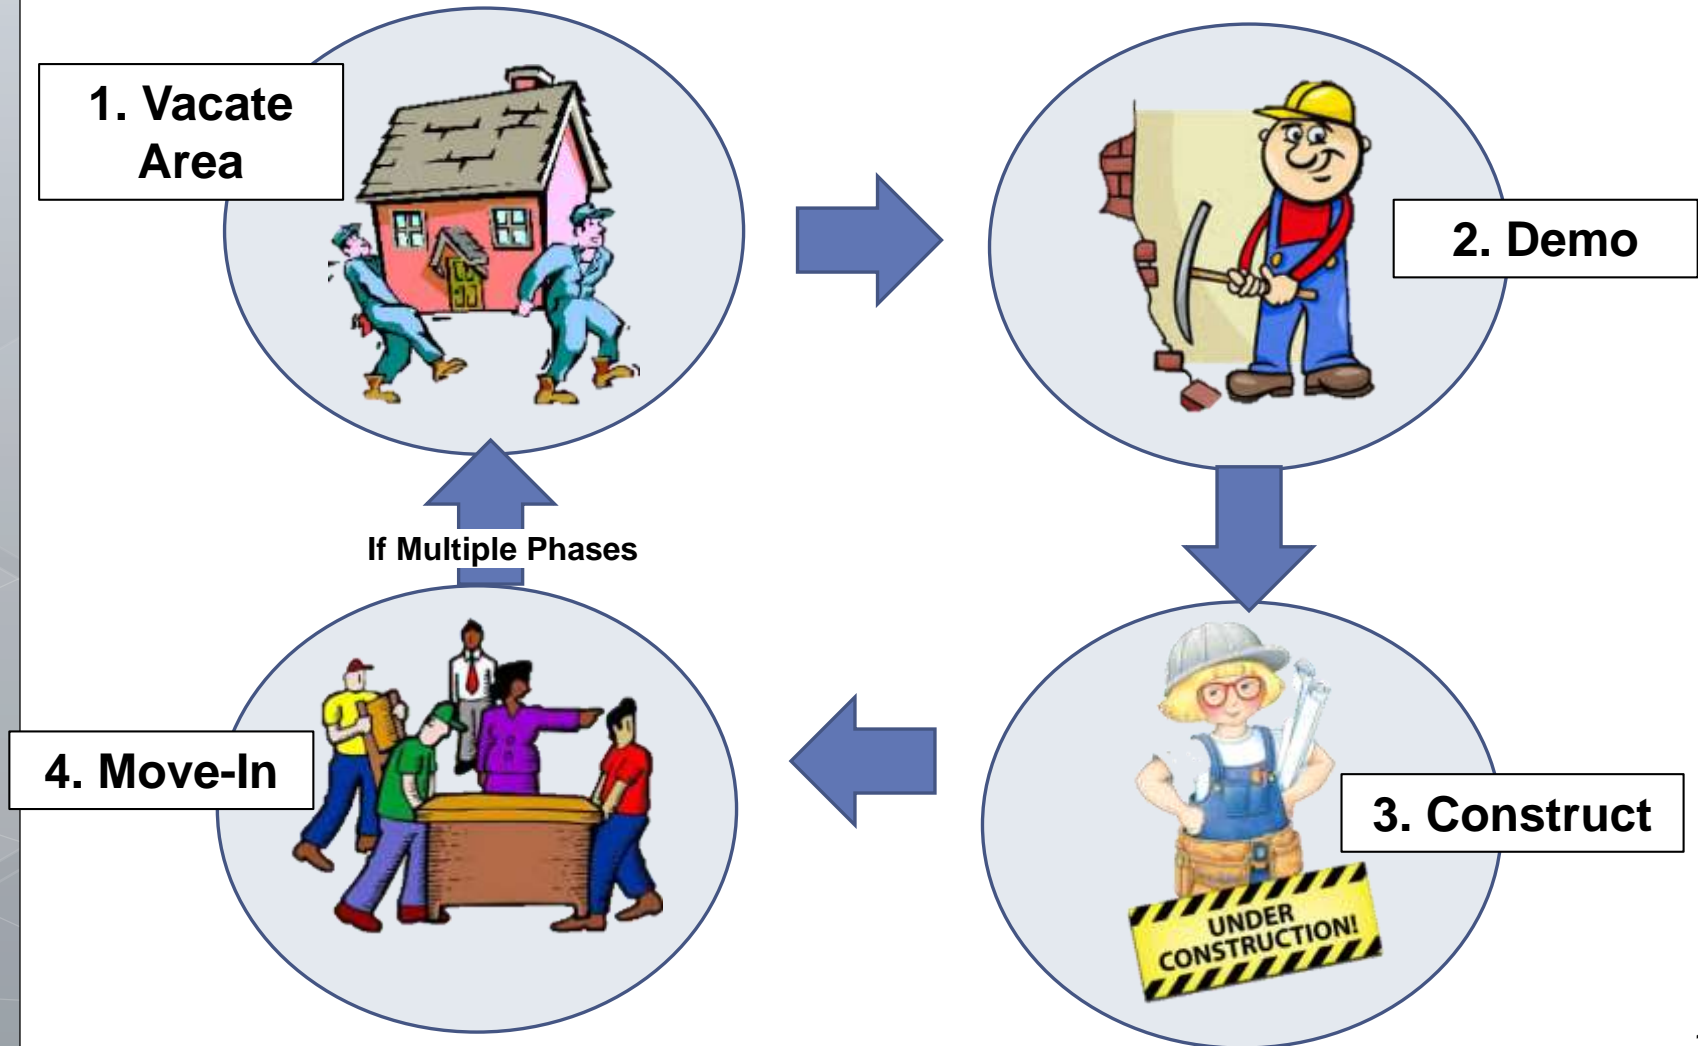 1. Vacate
Area
2. Demo
If Multiple Phases
4. Move-In
3. Construct
UNDER
CONSTRUCTION!